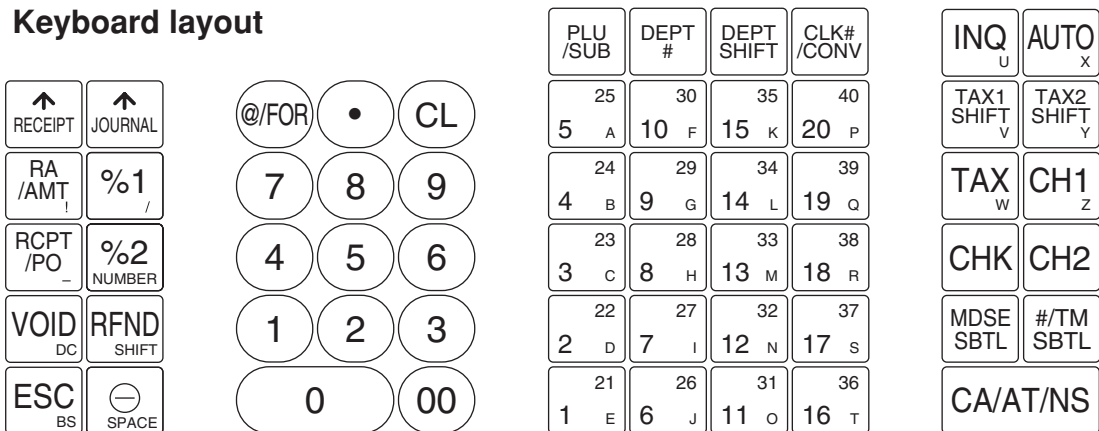 Keyboard layout
RECEIPT
JOURNAL
RA
/AMT
!
%1
/
RCPT
/PO
–
%2
NUMBER
VOID
DC
RFND
SHIFT
ESC
BS
SPACE
@/FOR
•
CL
7
8
9
4
5
6
1
2
3
0
00
PLU
/SUB
DEPT
#
DEPT
SHIFT
CLK#
/CONV
25
5 A
30
10 F
35
15 K
40
20 P
24
4 B
29
9 G
34
14 L
39
19 Q
23
3 C
28
8 H
33
13 M
38
18 R
22
2 D
27
7 I
32
12 N
37
17 S
21
1 E
26
6 J
31
11 O
36
16 T
INQ
U
AUTO
X
TAX1
SHIFT
V
TAX2
SHIFT
Y
TAX
W
CH1
Z
CHK
CH2
MDSE
SBTL
#/TM
SBTL
CA/AT/NS